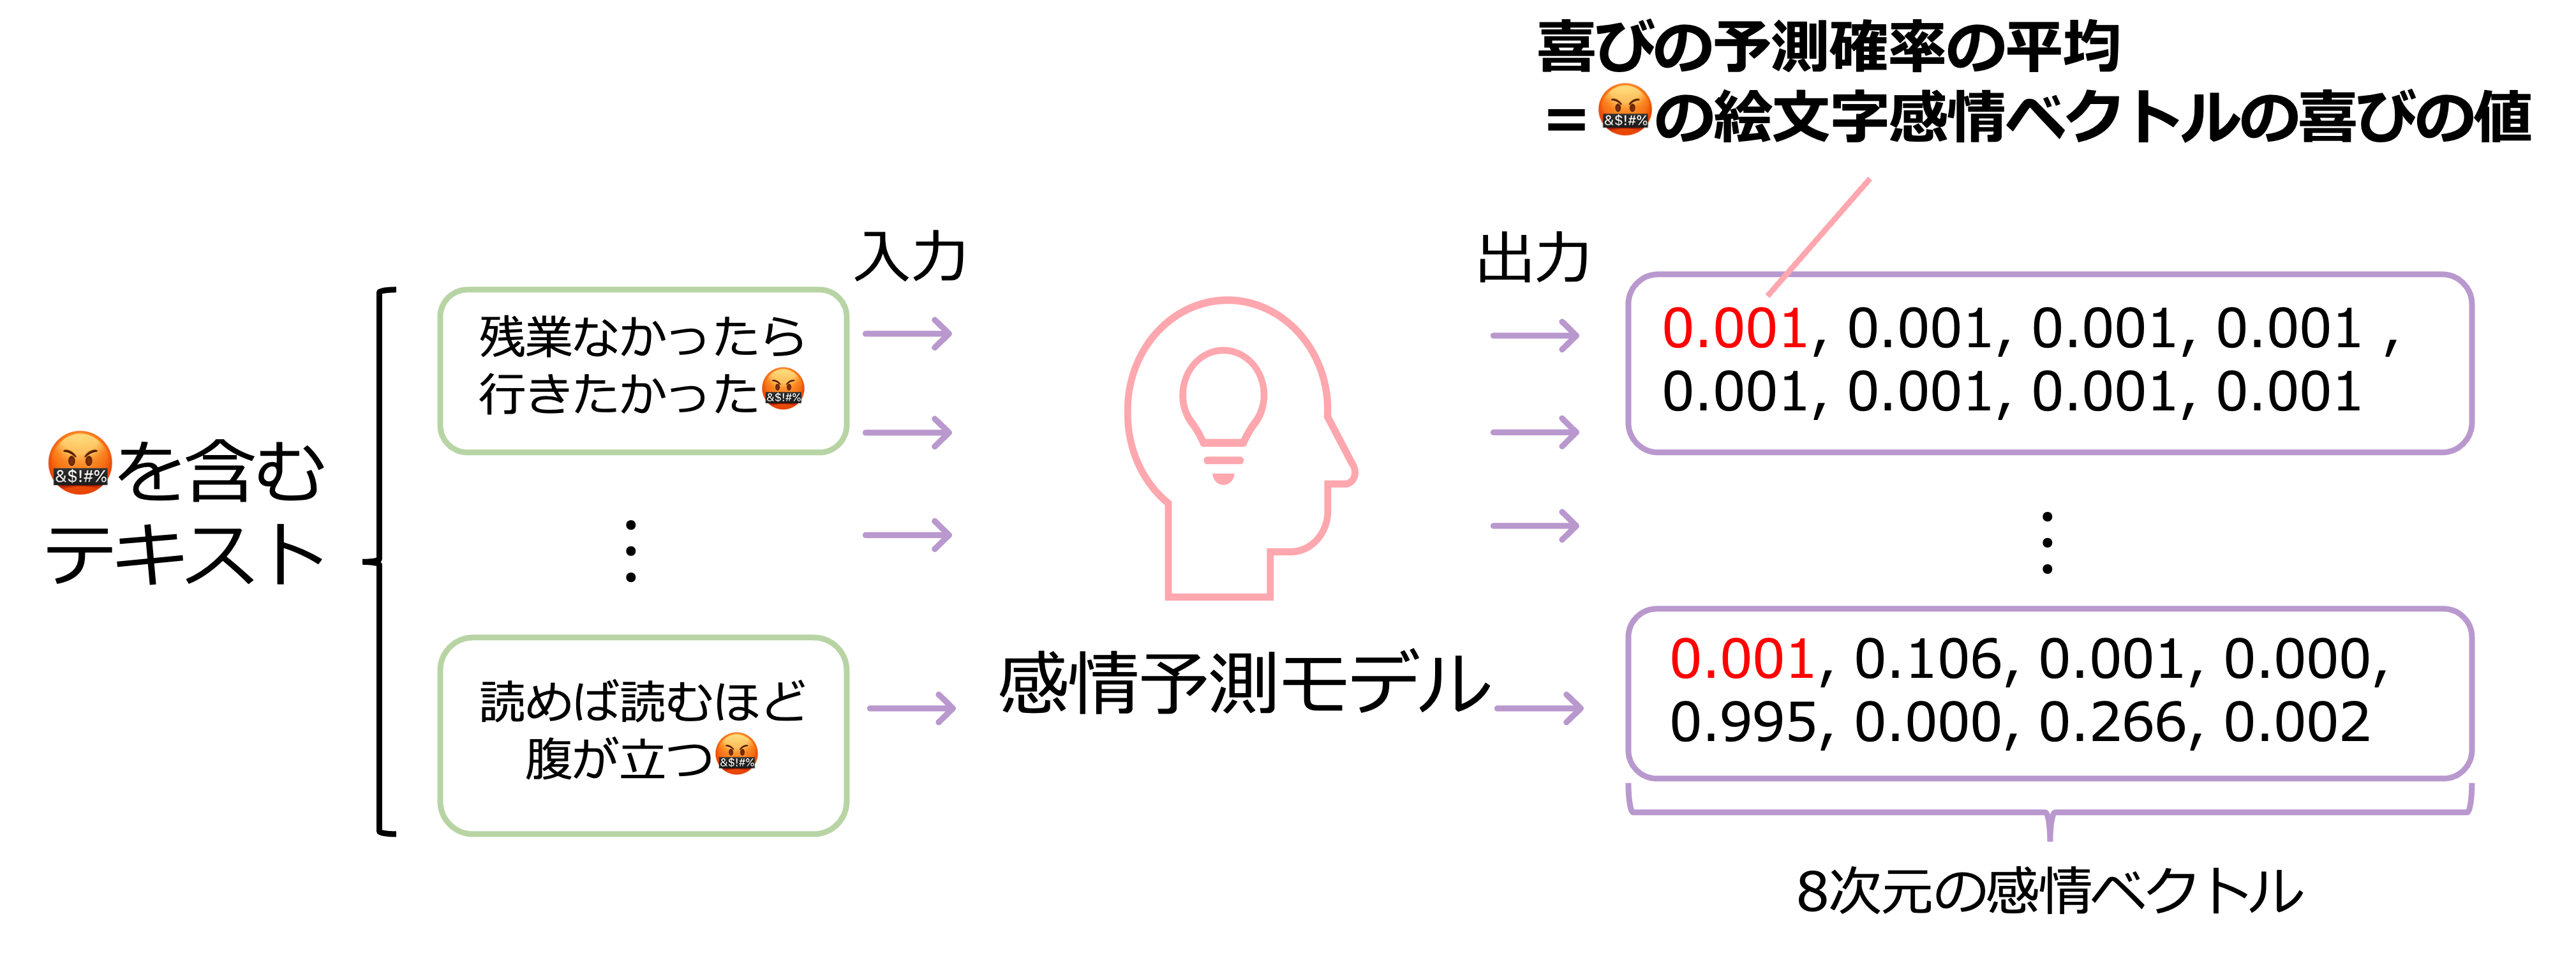 喜びの予測確率の平均
=🤬の絵文字感情ベクトルの喜びの値
入力
出力
🤬を含む
テキスト
残業なかったら
行きたかった🤬
⋮
読めば読むほど
腹が立つ🤬
感情予測モデル
0.001, 0.001, 0.001, 0.001 ,
0.001, 0.001, 0.001, 0.001
⋮
0.001, 0.106, 0.001, 0.000,
0.995, 0.000, 0.266, 0.002
8次元の感情ベクトル